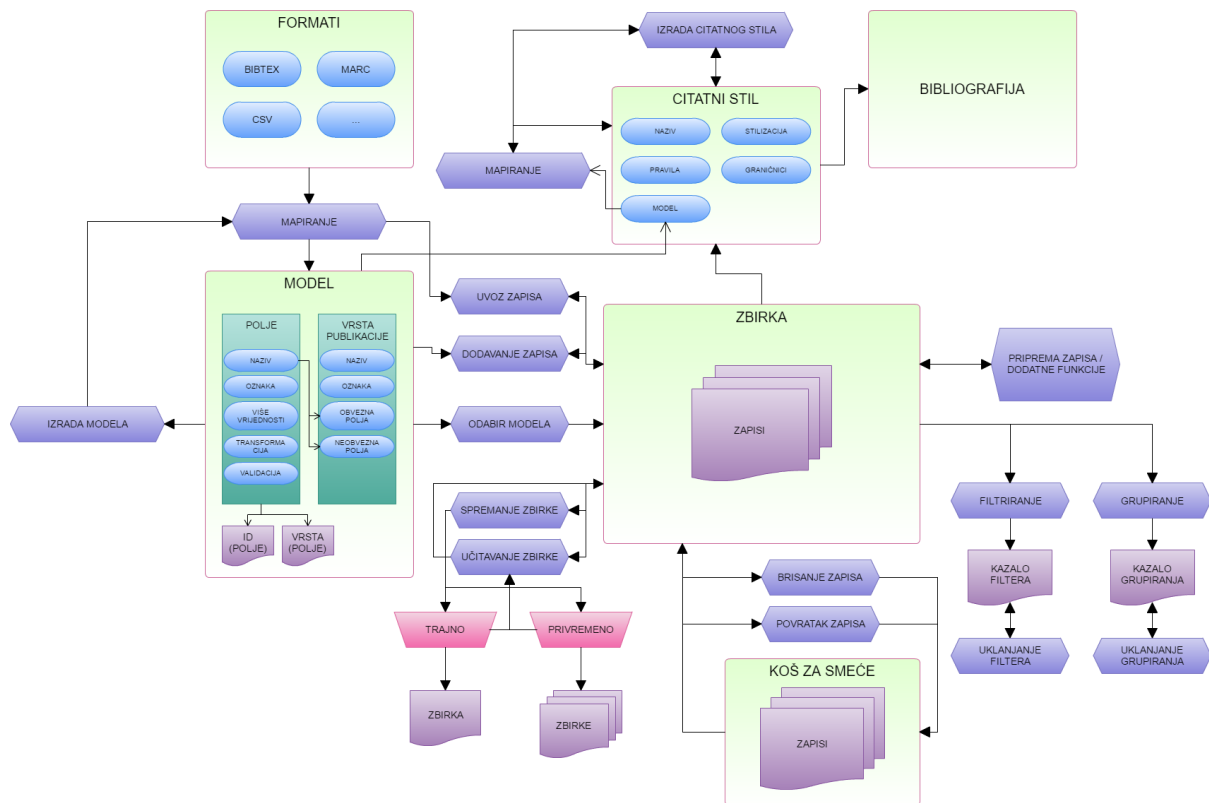 FORMATI
BIBTEX
MARC
CSV
...
IZRADA CITATNOG STILA
CITATNI STIL
NAZIV
STILIZACIJA
PRAVILA
GRANIČNICI
MODEL
BIBLIOGRAFIJA
MAPIRANJE
MAPIRANJE
MODEL
POLJE
NAZIV
OZNAKA
VIŠE
VRIJEDNOSTI
TRANSFORMA
CIJA
VALIDACIJA
VRSTA
PUBLIKACIJE
NAZIV
OZNAKA
OBVEZNA
POLJA
NEOBVEZNA
POLJA
ID
(POLJE)
VRSTA
(POLJE)
IZRADA MODELA
UVOZ ZAPISA
DODAVANJE ZAPISA
ODABIR MODELA
ZBIRKA
ZAPISI
PRIPREMA ZAPISA /
DODATNE FUNKCIJE
SPREMANJE ZBIRKE
UČITAVANJE ZBIRKE
TRAJNO
PRIVREMENO
ZBIRKA
ZBIRKE
FILTRIRANJE
GRUPIRANJE
KAZALO
FILTERA
KAZALO
GRUPIRANJA
UKLANJANJE
FILTERA
UKLANJANJE
GRUPIRANJA
BRISANJE ZAPISA
POVRATAK ZAPISA
KOŠ ZA SMEĆE
ZAPISI